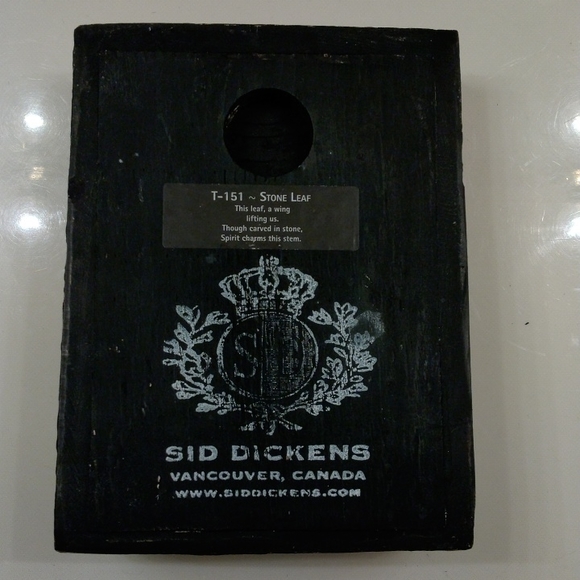 T-151 ~ Stone Leaf
This leaf, a wing
lifting us.
Though carved in stone,
Spirit charms this stem.
SD
SID DICKENS
VANCOUVER, CANADA
WWW.SIDDICKENS.COM